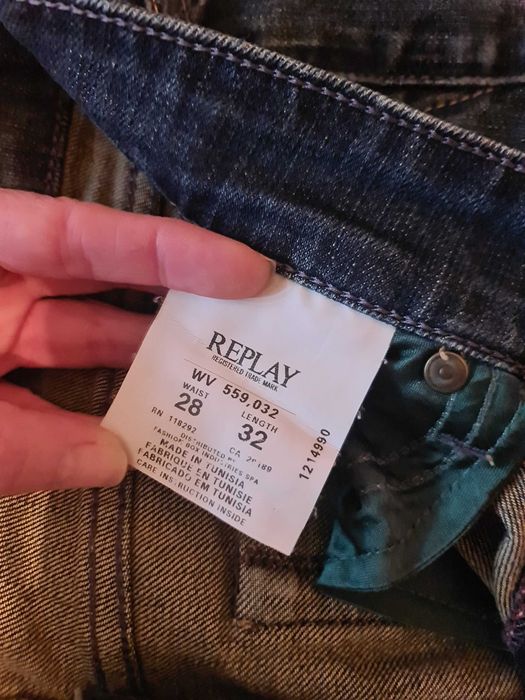 REPLAY
REGISTERED TRADE MARK
WV 559,032
WAIST LENGTH
28 32
RN 118292 CA
DISTRIBUTED BY
FASHION BOX INDUSTRIES SPA
MADE IN TUNISIA
FABRIQUE EN TUNISIE
FABRICADO EM TUNISIA
CARE INSTRUCTION INSIDE
1214990